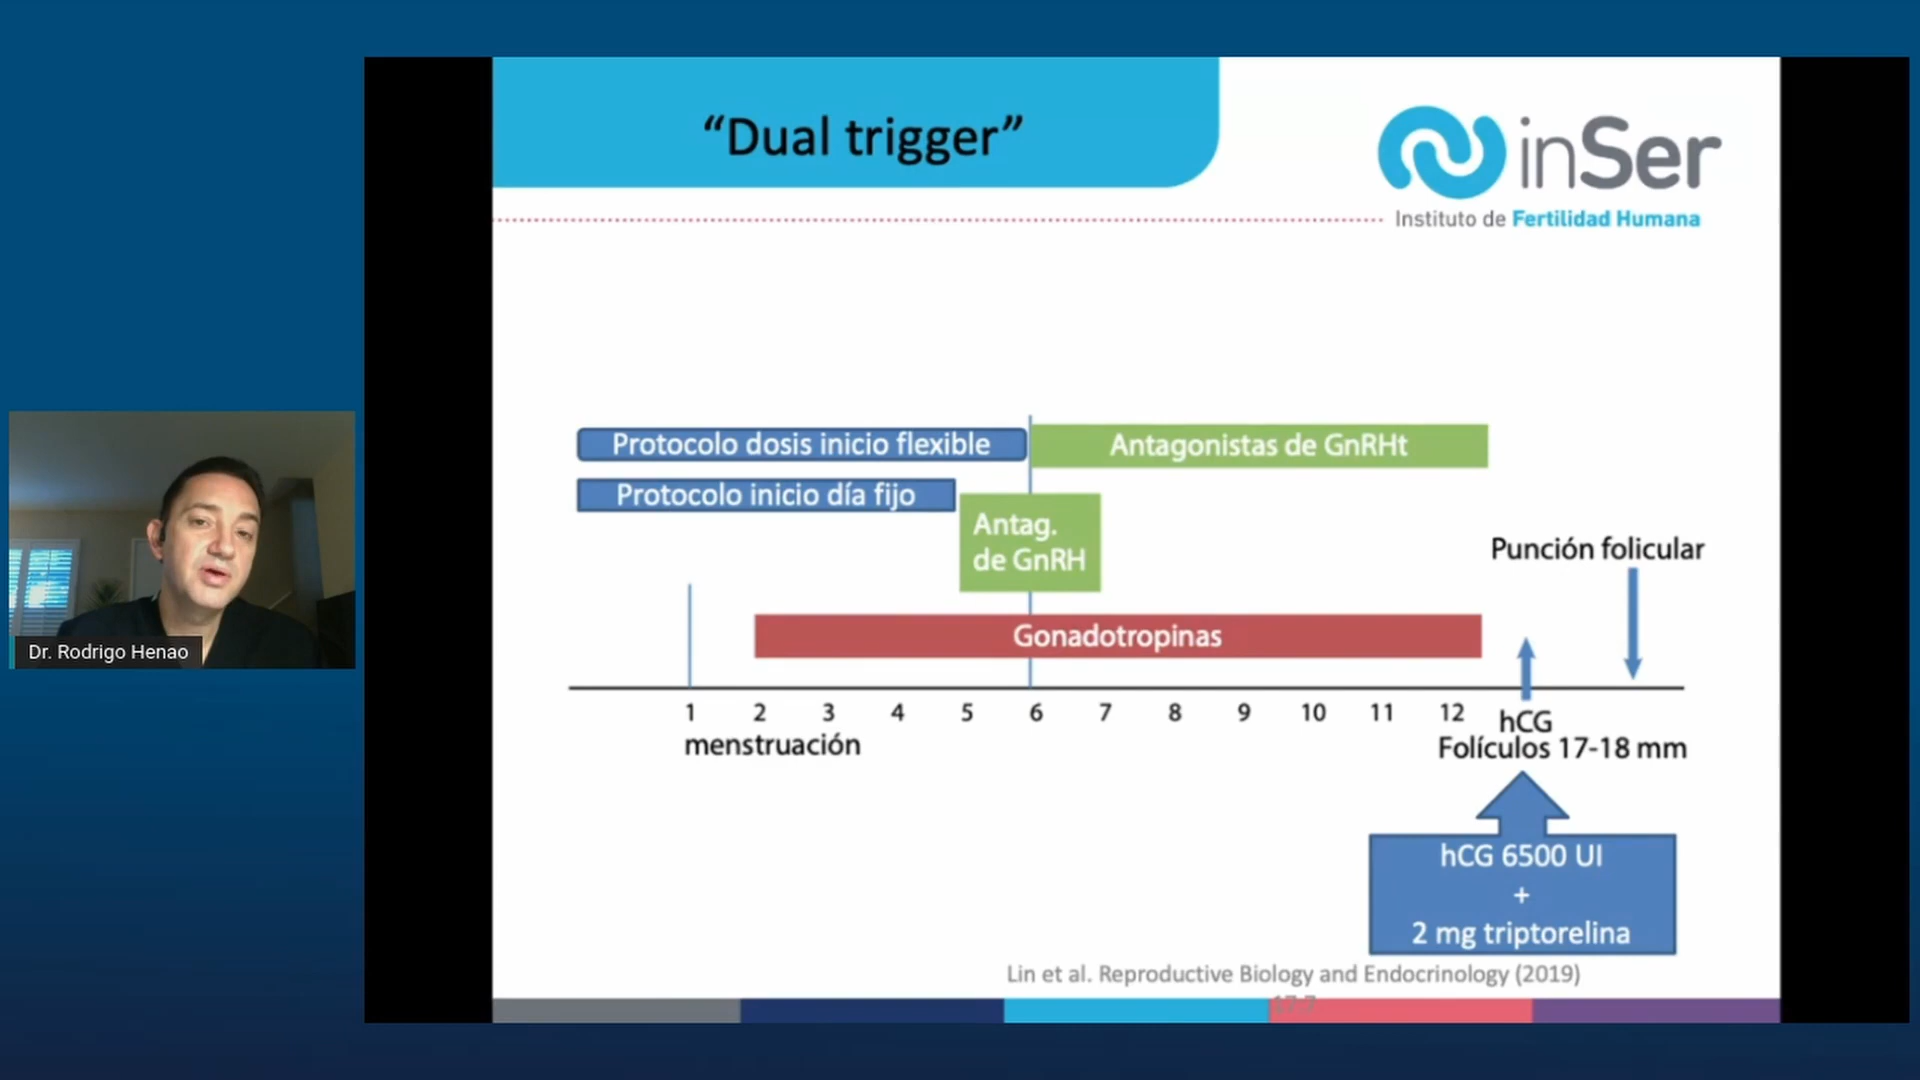 “Dual trigger”
inSer
Instituto de Fertilidad Humana
Protocolo dosis inicio flexible
Antagonistas de GnRHt
Protocolo inicio día fijo
Antag.
de GnRH
Punción folicular
Gonadotropinas
1 2 3 4 5 6 7 8 9 10 11 12
hCG
menstruación
Folículos 17-18 mm
hCG 6500 UI
+
2 mg triptorelina
Lin et al. Reproductive Biology and Endocrinology (2019)
17:7
Dr. Rodrigo Henao